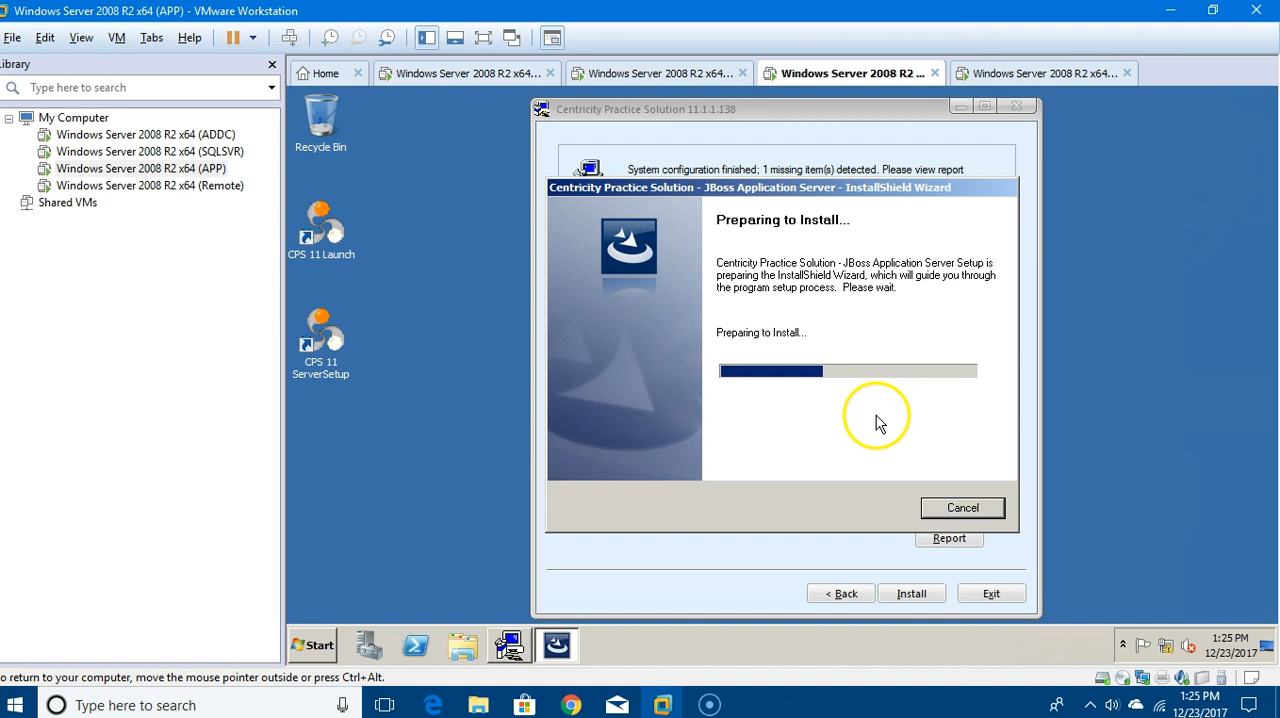 Windows Server 2008 R2 x64 (APP) - VMware Workstation
File Edit View VM Tabs Help
Library
Type here to search
My Computer
Windows Server 2008 R2 x64 (ADDC)
Windows Server 2008 R2 x64 (SQLSVR)
Windows Server 2008 R2 x64 (APP)
Windows Server 2008 R2 x64 (Remote)
Shared VMs
Home
Windows Server 2008 R2 x64...
Windows Server 2008 R2 x64...
Windows Server 2008 R2 ...
Windows Server 2008 R2 x64...
Recycle Bin
CPS 11 Launch
CPS 11
ServerSetup
Centricity Practice Solution 11.1.1.138
System configuration finished; 1 missing item(s) detected. Please view report
Centricity Practice Solution - JBoss Application Server - InstallShield Wizard
Preparing to Install...
Centricity Practice Solution - JBoss Application Server Setup is
preparing the InstallShield Wizard, which will guide you through
the program setup process. Please wait.
Preparing to Install...
Cancel
Report
< Back
Install
Exit
Start
1:25 PM
12/23/2017
o return to your computer, move the mouse pointer outside or press Ctrl+Alt.
Type here to search
1:25 PM
12/23/2017